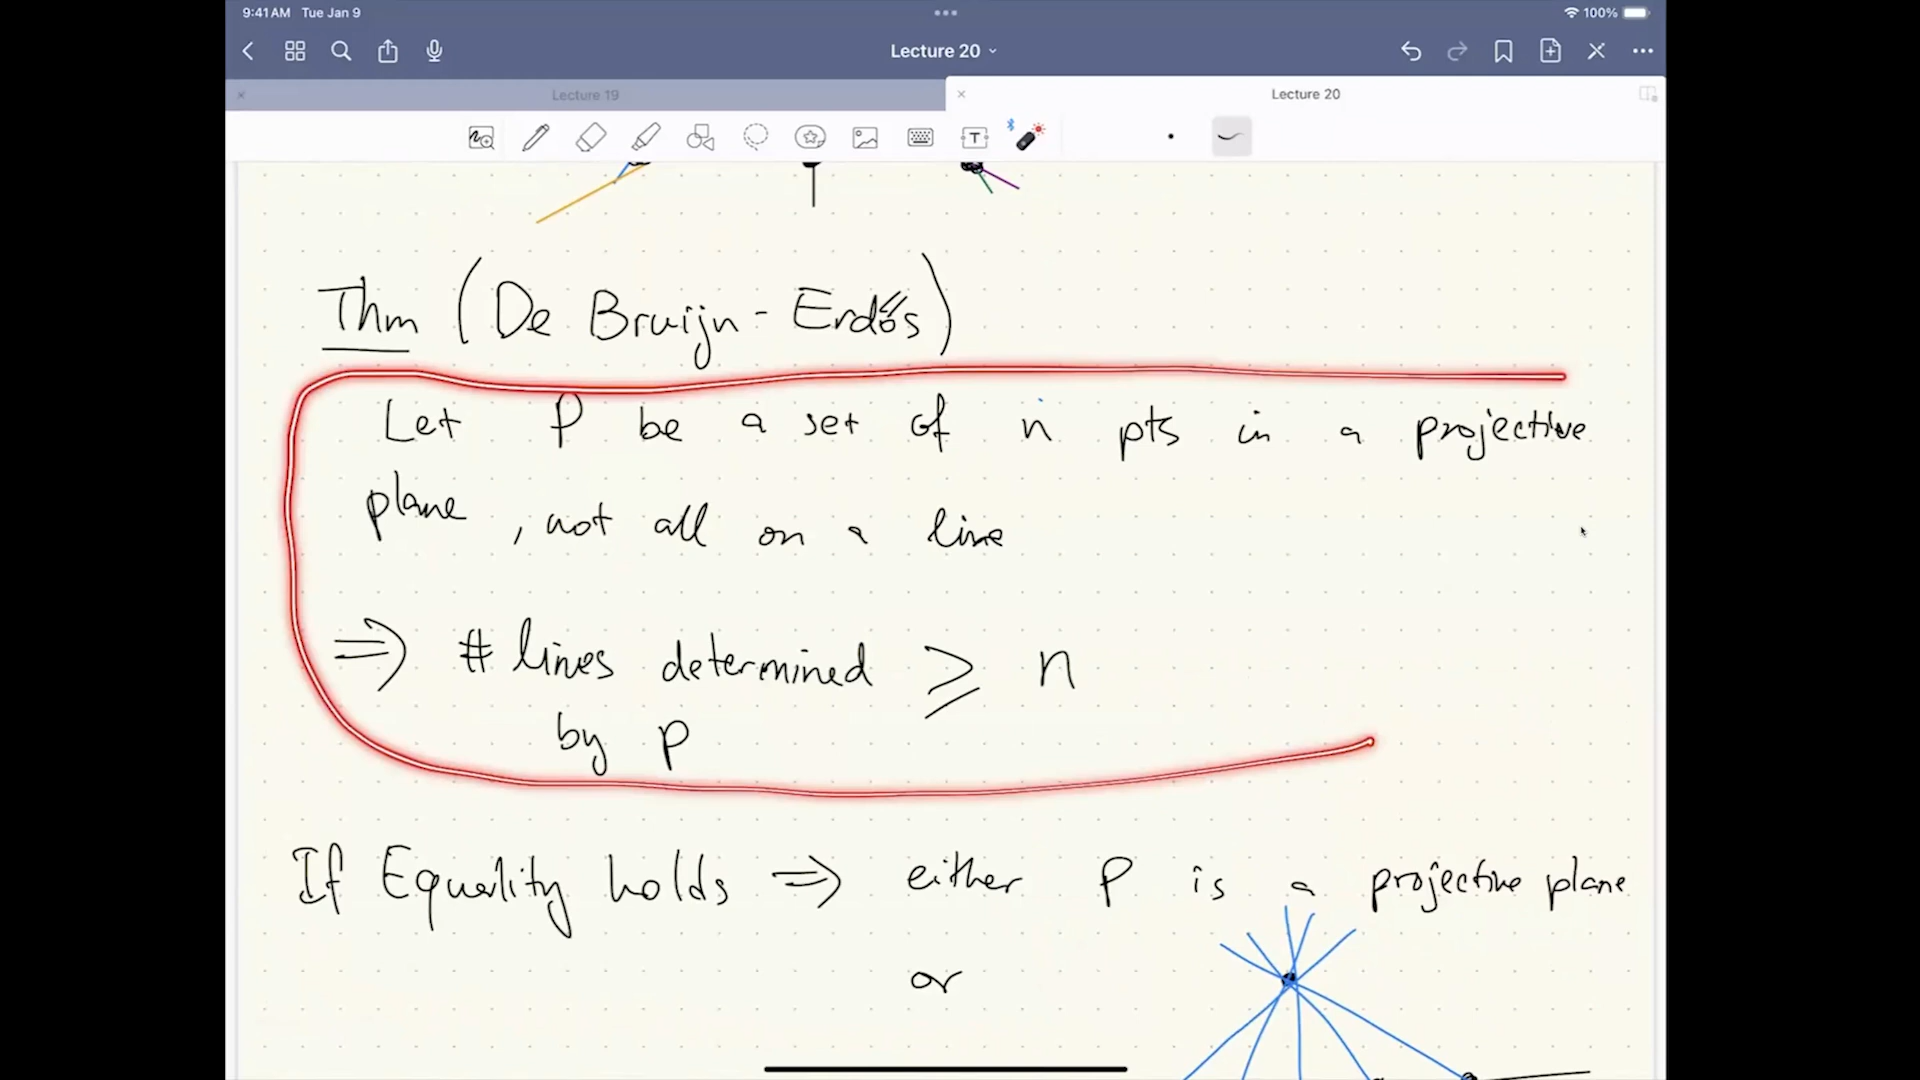 9:41 AM Tue Jan 9
100%
Lecture 20
Lecture 19
Lecture 20
T
Thm (De Bruijn - Erdős)
Let P be a set of n pts in a projective
plane, not all on a line
⇒ # lines determined ≥ n
by P
If Equality holds ⇒ either P is a projective plane
or